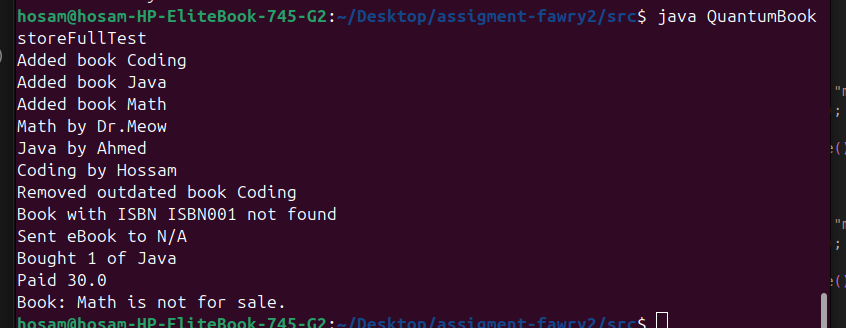 hosam@hosam-HP-EliteBook-745-G2:~/Desktop/assigment-fawry2/src$ java QuantumBook
storeFullTest
Added book Coding
Added book Java
Added book Math
Math by Dr.Meow
Java by Ahmed
Coding by Hossam
Removed outdated book Coding
Book with ISBN ISBN001 not found
Sent eBook to N/A
Bought 1 of Java
Paid 30.0
Book: Math is not for sale.
hosam@hosam-HP-EliteBook-745-G2:~/Desktop/assigment-fawry2/src$